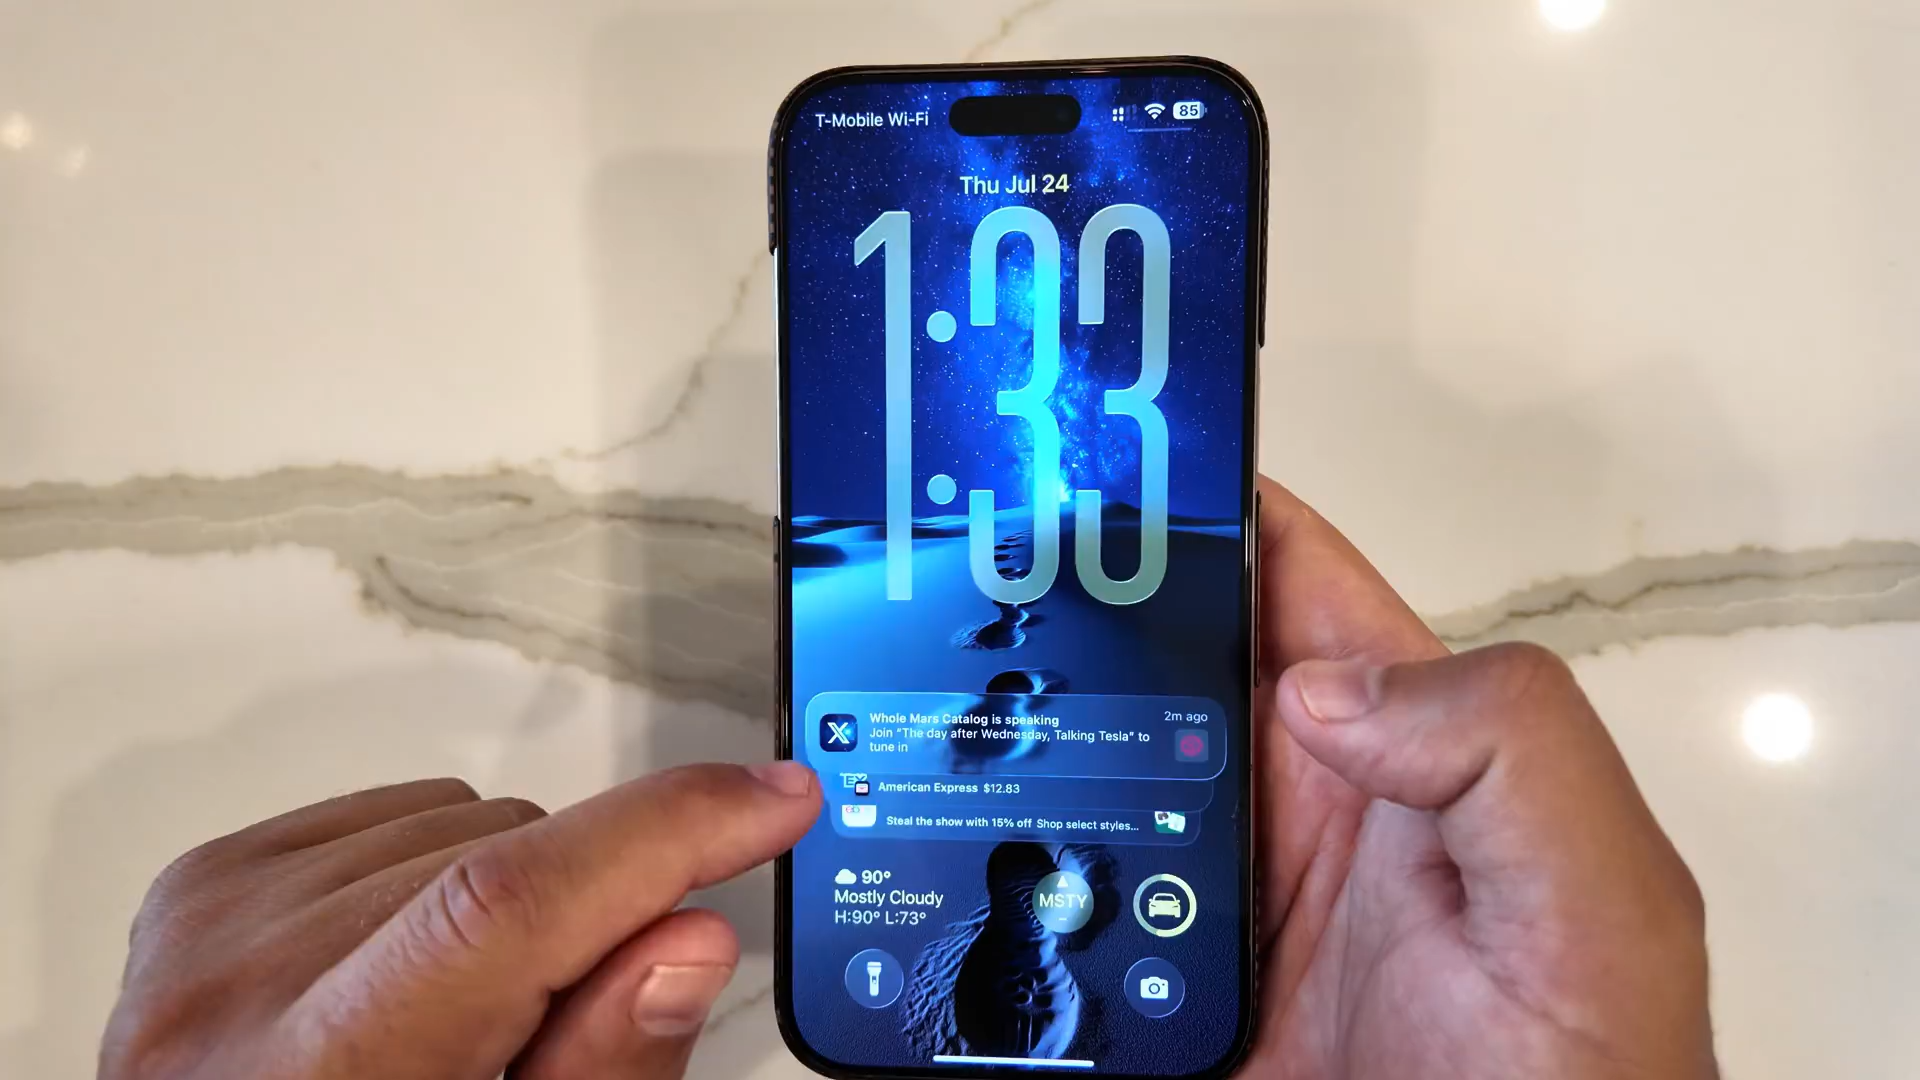 T-Mobile Wi-Fi
85
Thu Jul 24
1:33
Whole Mars Catalog is speaking
2m ago
Join “The day after Wednesday, Talking Tesla” to
tune in
American Express $12.83
Steal the show with 15% off Shop select styles...
90°
Mostly Cloudy
H:90° L:73°
MSTY